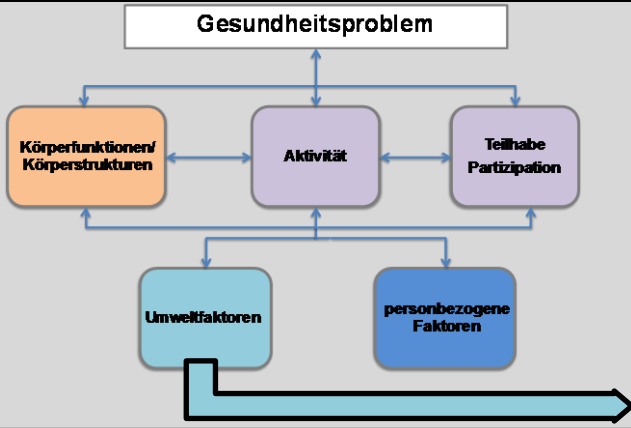 Gesundheitsproblem
Körperfunktionen/
Körperstrukturen
Aktivität
Teilhabe
Partizipation
Umweltfaktoren
personbezogene
Faktoren